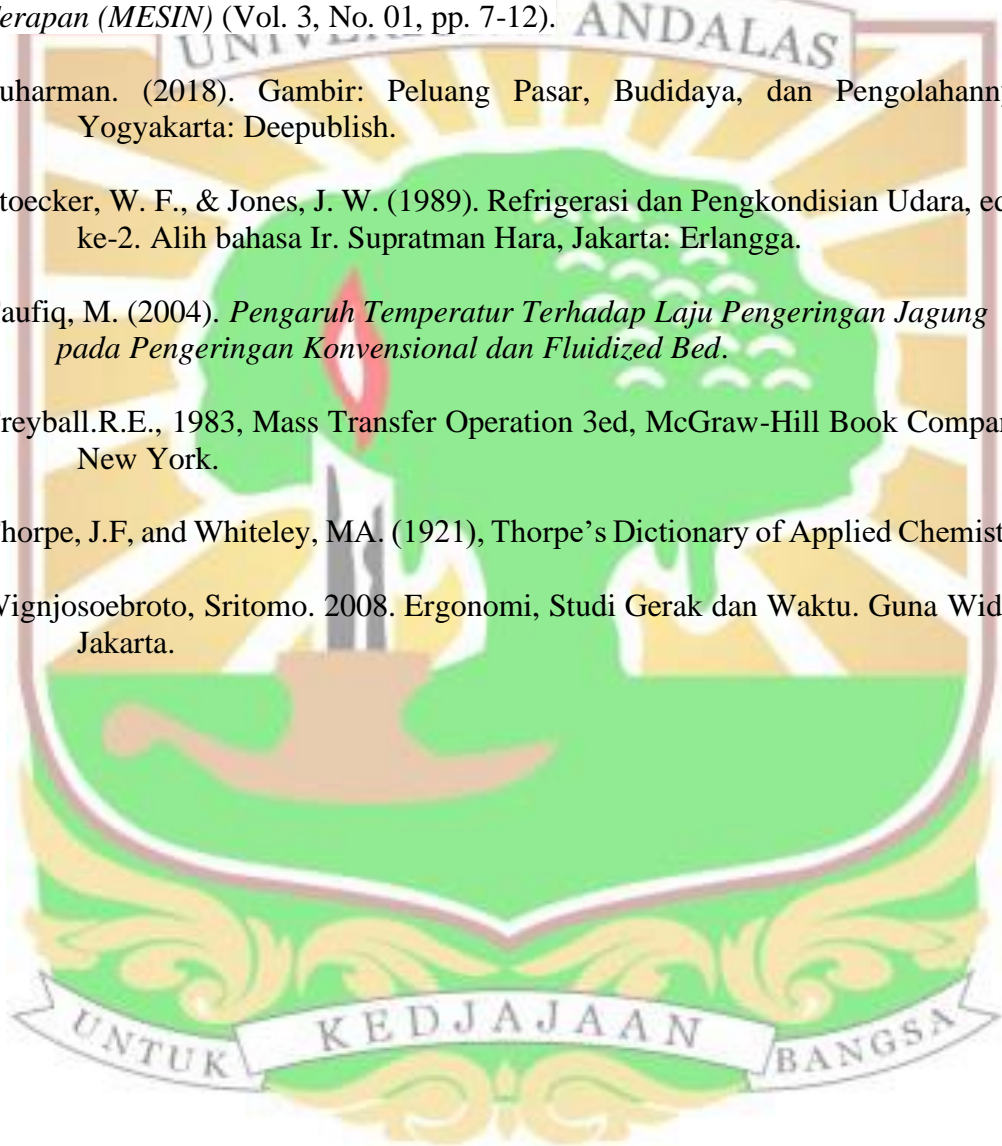 erapan (MESIN) (Vol. 3, No. 01, pp. 7-12).
UNIVER ANDALAS
uharman. (2018). Gambir: Peluang Pasar, Budidaya, dan Pengolahann
Yogyakarta: Deepublish.
toecker, W. F., & Jones, J. W. (1989). Refrigerasi dan Pengkondisian Udara, ed
ke-2. Alih bahasa Ir. Supratman Hara, Jakarta: Erlangga.
aufiq, M. (2004). Pengaruh Temperatur Terhadap Laju Pengeringan Jagung
pada Pengeringan Konvensional dan Fluidized Bed.
reyball.R.E., 1983, Mass Transfer Operation 3ed, McGraw-Hill Book Compar
New York.
horpe, J.F, and Whiteley, MA. (1921), Thorpe's Dictionary of Applied Chemist
Wignjosoebroto, Sritomo. 2008. Ergonomi, Studi Gerak dan Waktu. Guna Wid
Jakarta.
UNTUK KEDJAJAAN BANGSA